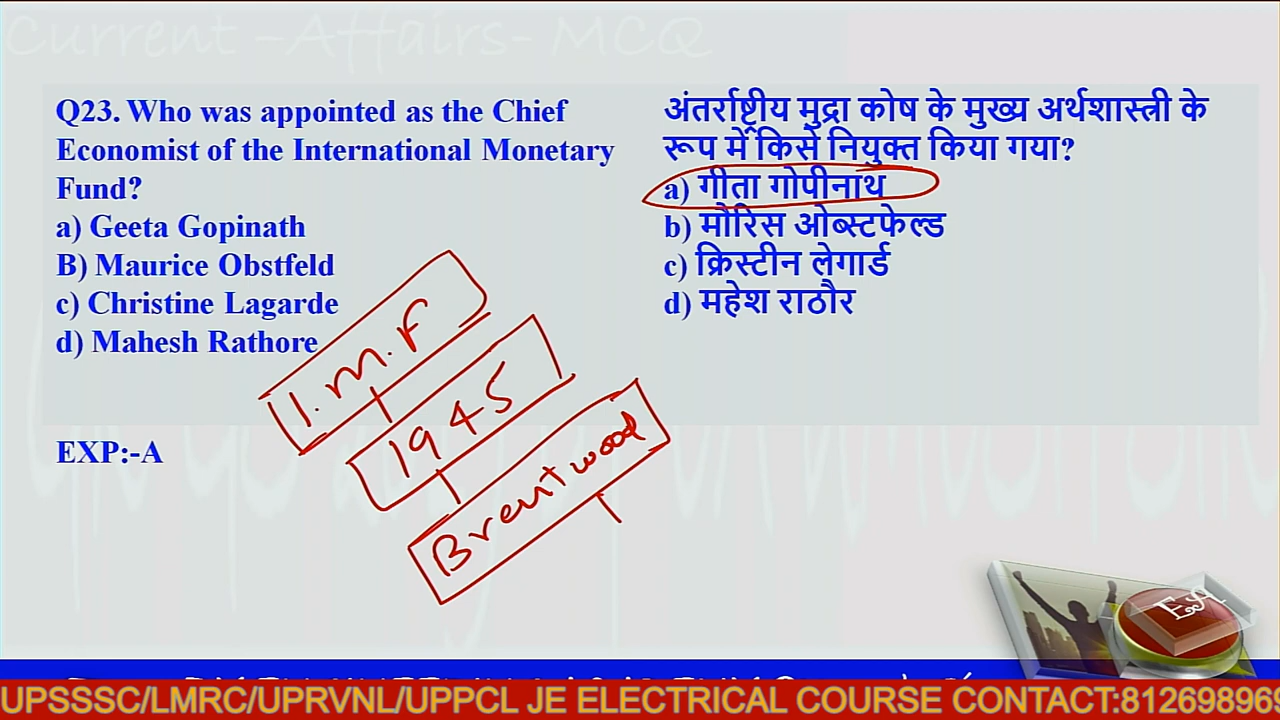 Current -Affairs- MCQ
Q23. Who was appointed as the Chief
Economist of the International Monetary
Fund?
a) Geeta Gopinath
B) Maurice Obstfeld
c) Christine Lagarde
d) Mahesh Rathore
EXP:-A
अंतर्राष्ट्रीय मुद्रा कोष के मुख्य अर्थशास्त्री के
रूप में किसे नियुक्त किया गया?
a) गीता गोपीनाथ
b) मौरिस ओब्स्टफेल्ड
c) क्रिस्टीन लेगार्ड
d) महेश राठौर
I.M.F
1945
Brentwood
EA
UPSSSC/LMRC/UPRVNL/UPPCL JE ELECTRICAL COURSE CONTACT:812698969